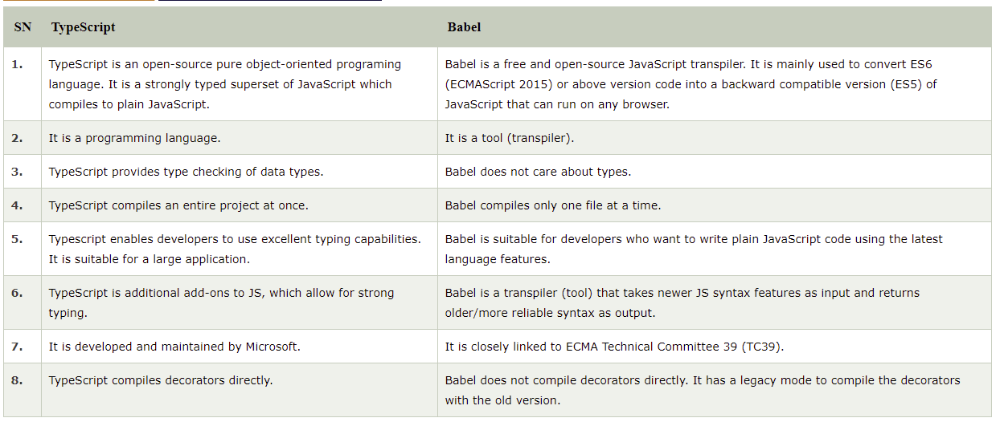 SN TypeScript Babel
1. TypeScript is an open-source pure object-oriented programing
language. It is a strongly typed superset of JavaScript which
compiles to plain JavaScript.
Babel is a free and open-source JavaScript transpiler. It is mainly used to convert ES6
(ECMAScript 2015) or above version code into a backward compatible version (ES5) of
JavaScript that can run on any browser.
2. It is a programming language.
It is a tool (transpiler).
3. TypeScript provides type checking of data types.
Babel does not care about types.
4. TypeScript compiles an entire project at once.
Babel compiles only one file at a time.
5. Typescript enables developers to use excellent typing capabilities.
It is suitable for a large application.
Babel is suitable for developers who want to write plain JavaScript code using the latest
language features.
6. TypeScript is additional add-ons to JS, which allow for strong
typing.
Babel is a transpiler (tool) that takes newer JS syntax features as input and returns
older/more reliable syntax as output.
7. It is developed and maintained by Microsoft.
It is closely linked to ECMA Technical Committee 39 (TC39).
8. TypeScript compiles decorators directly.
Babel does not compile decorators directly. It has a legacy mode to compile the decorators
with the old version.